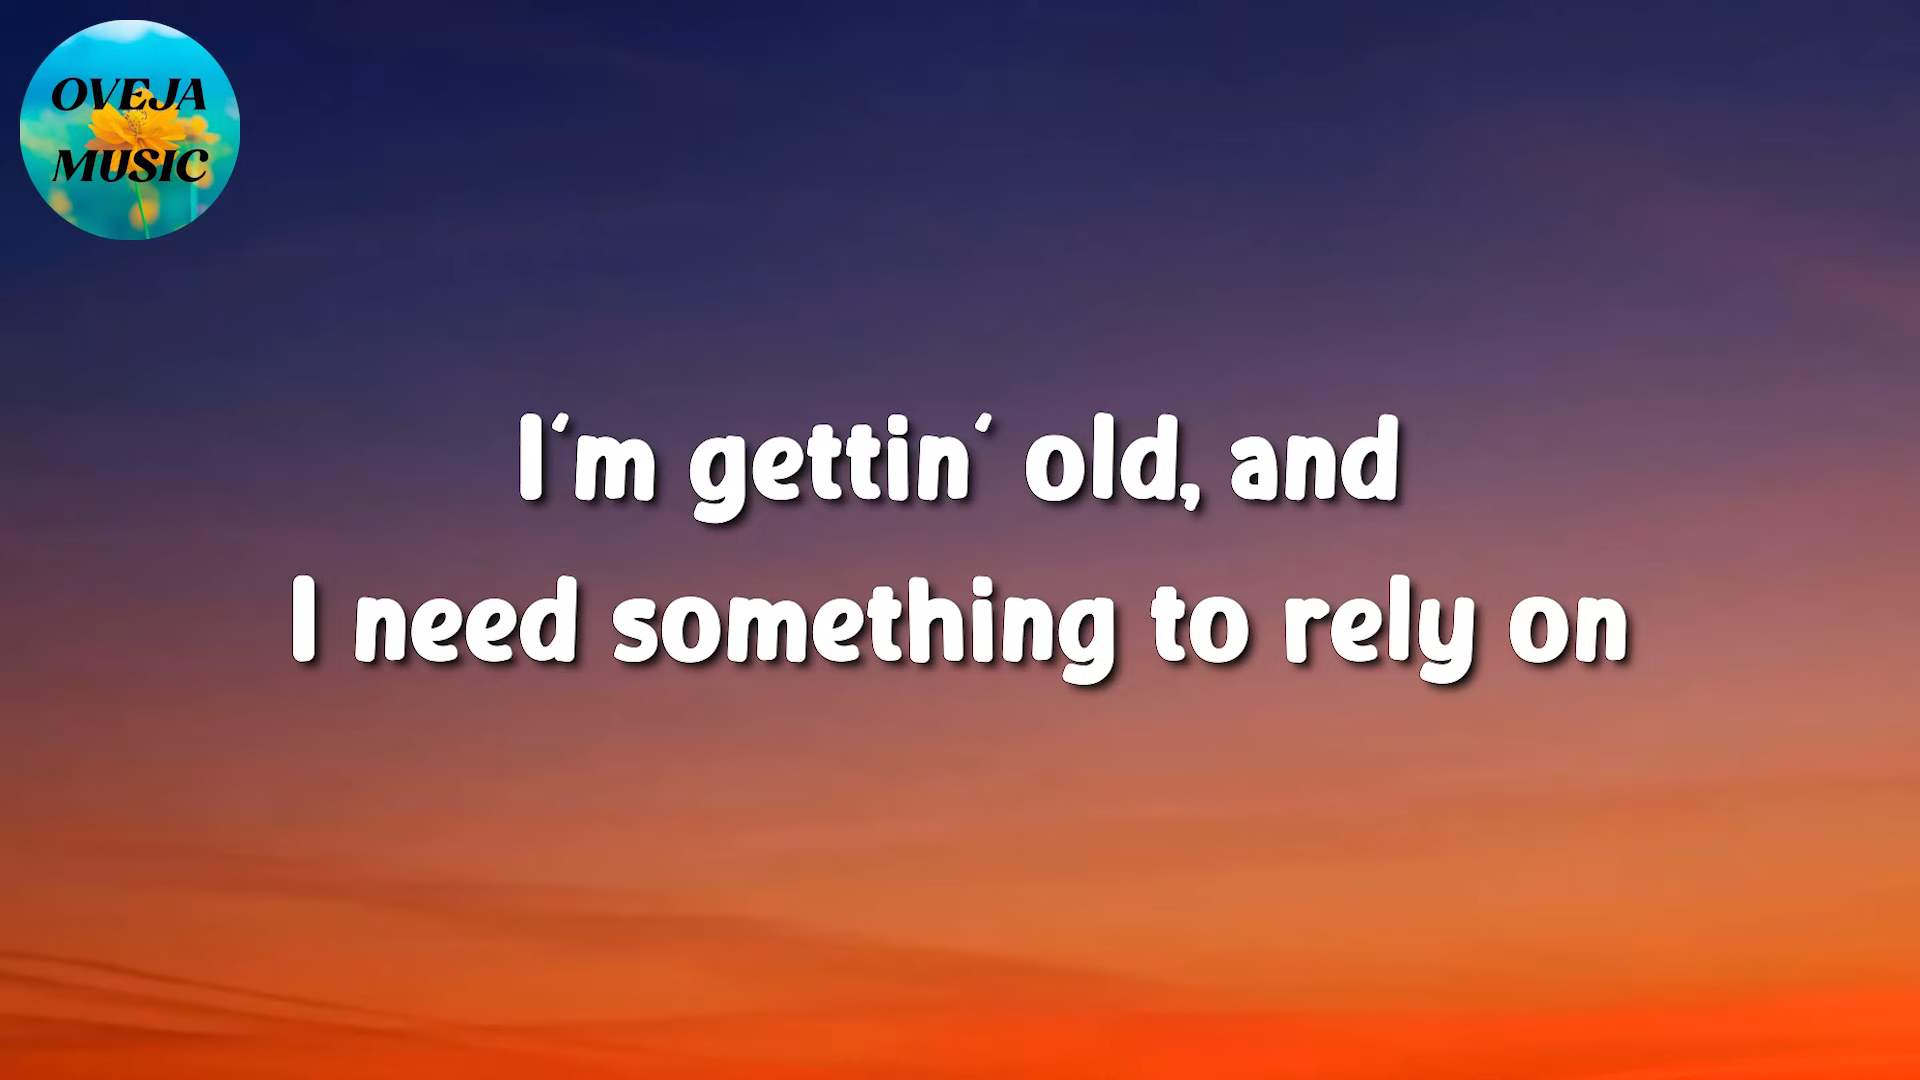 OVEJA
MUSIC
I'm gettin' old, and
I need something to rely on